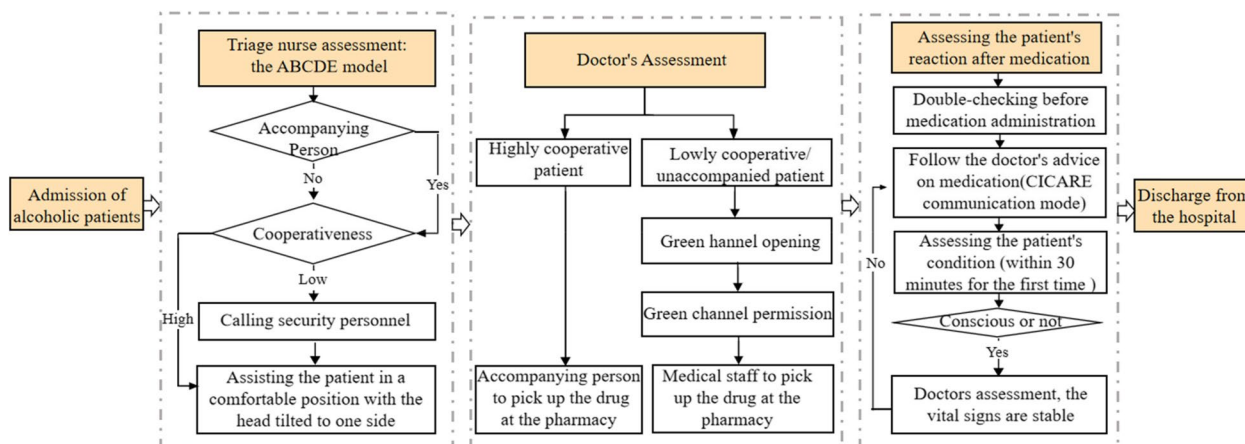 Admission of
alcoholic patients
Triage nurse assessment:
the ABCDE model
Accompanying
Person
No
Yes
Cooperativeness
Low
High
Calling security personnel
Assisting the patient in a
comfortable position with the
head tilted to one side
Doctor's Assessment
Highly cooperative
patient
Accompanying person
to pick up the drug
at the pharmacy
Lowly cooperative/
unaccompanied patient
Green hannel opening
Green channel permission
Medical staff to pick
up the drug at the
pharmacy
Assessing the patient's
reaction after medication
Double-checking before
medication administration
Follow the doctor's advice
on medication(CICARE
communication mode)
Assessing the patient's
condition (within 30
minutes for the first time )
No
Conscious or not
Yes
Doctors assessment, the
vital signs are stable
Discharge from
the hospital